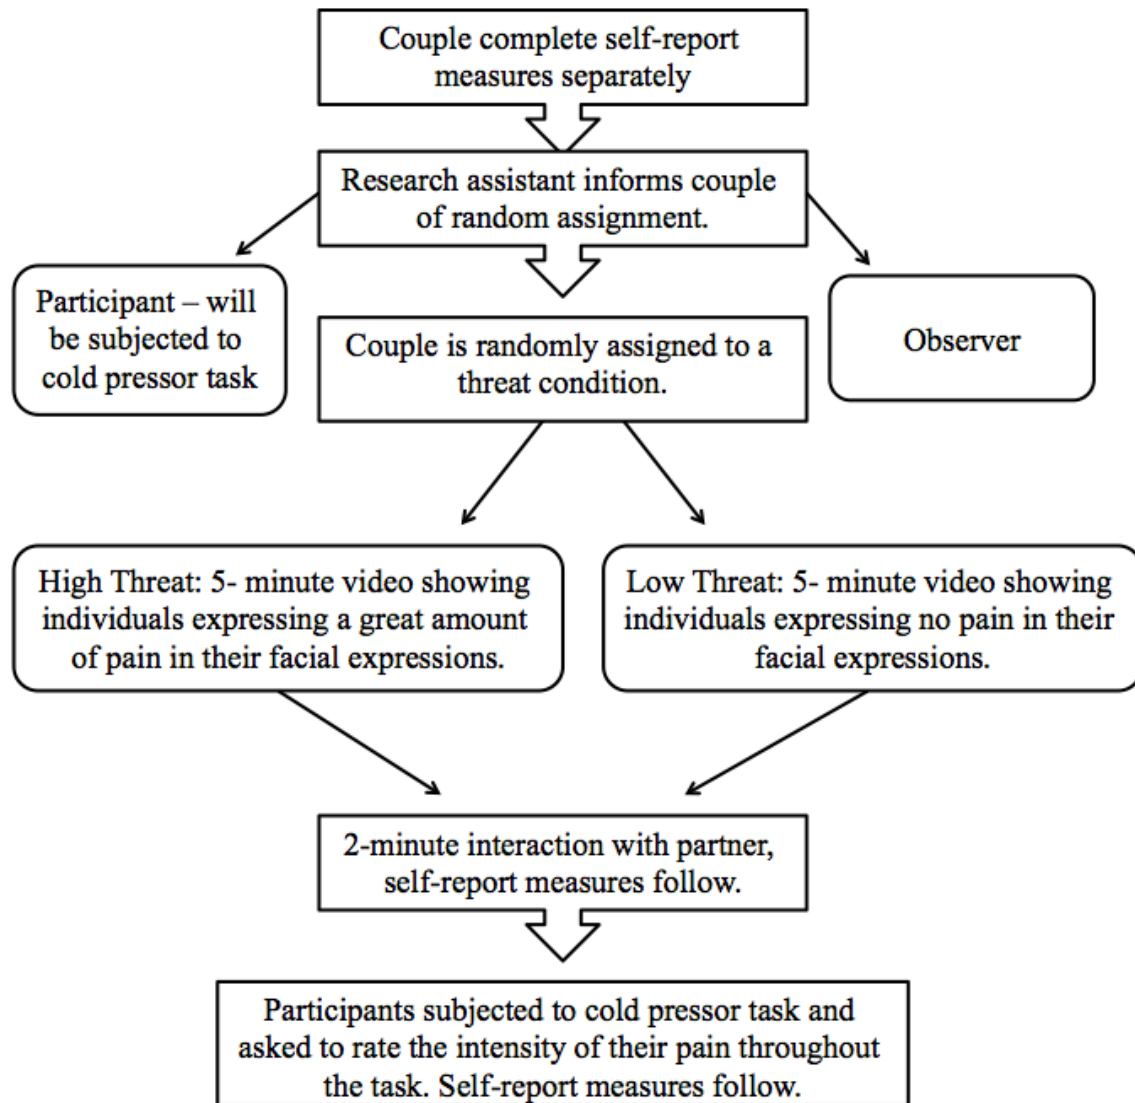 Couple complete self-report
measures separately
Research assistant informs couple
of random assignment.
Participant – will
be subjected to
cold pressor task
Couple is randomly assigned to a
threat condition.
Observer
High Threat: 5- minute video showing
individuals expressing a great amount
of pain in their facial expressions.
Low Threat: 5- minute video showing
individuals expressing no pain in their
facial expressions.
2-minute interaction with partner,
self-report measures follow.
Participants subjected to cold pressor task and
asked to rate the intensity of their pain throughout
the task. Self-report measures follow.